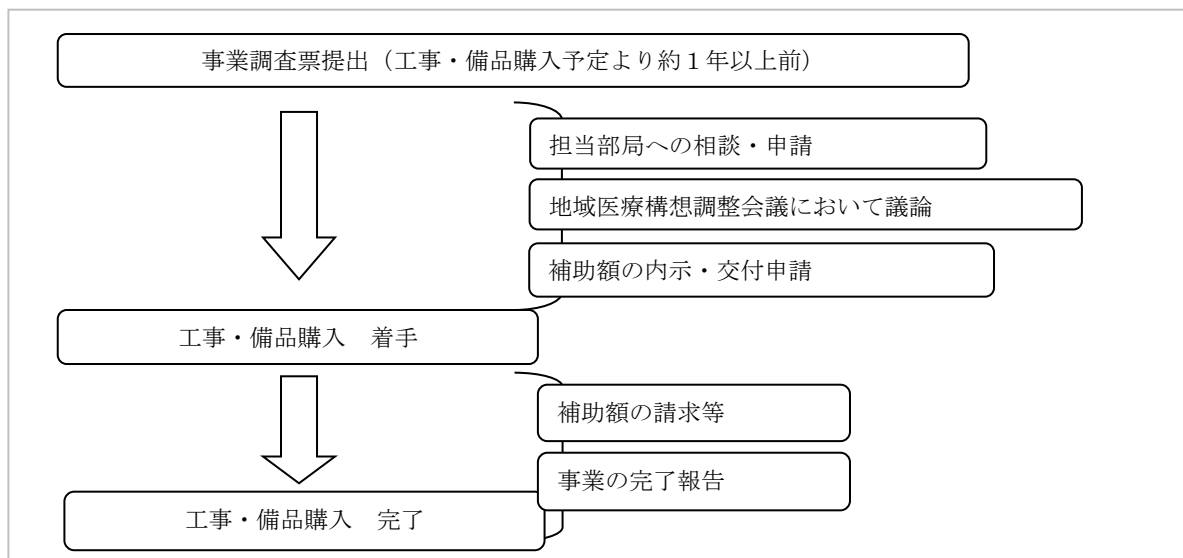 事業調査票提出（工事・備品購入予定より約１年以上前）
担当部局への相談・申請
地域医療構想調整会議において議論
補助額の内示・交付申請
工事・備品購入　着手
補助額の請求等
事業の完了報告
工事・備品購入　完了